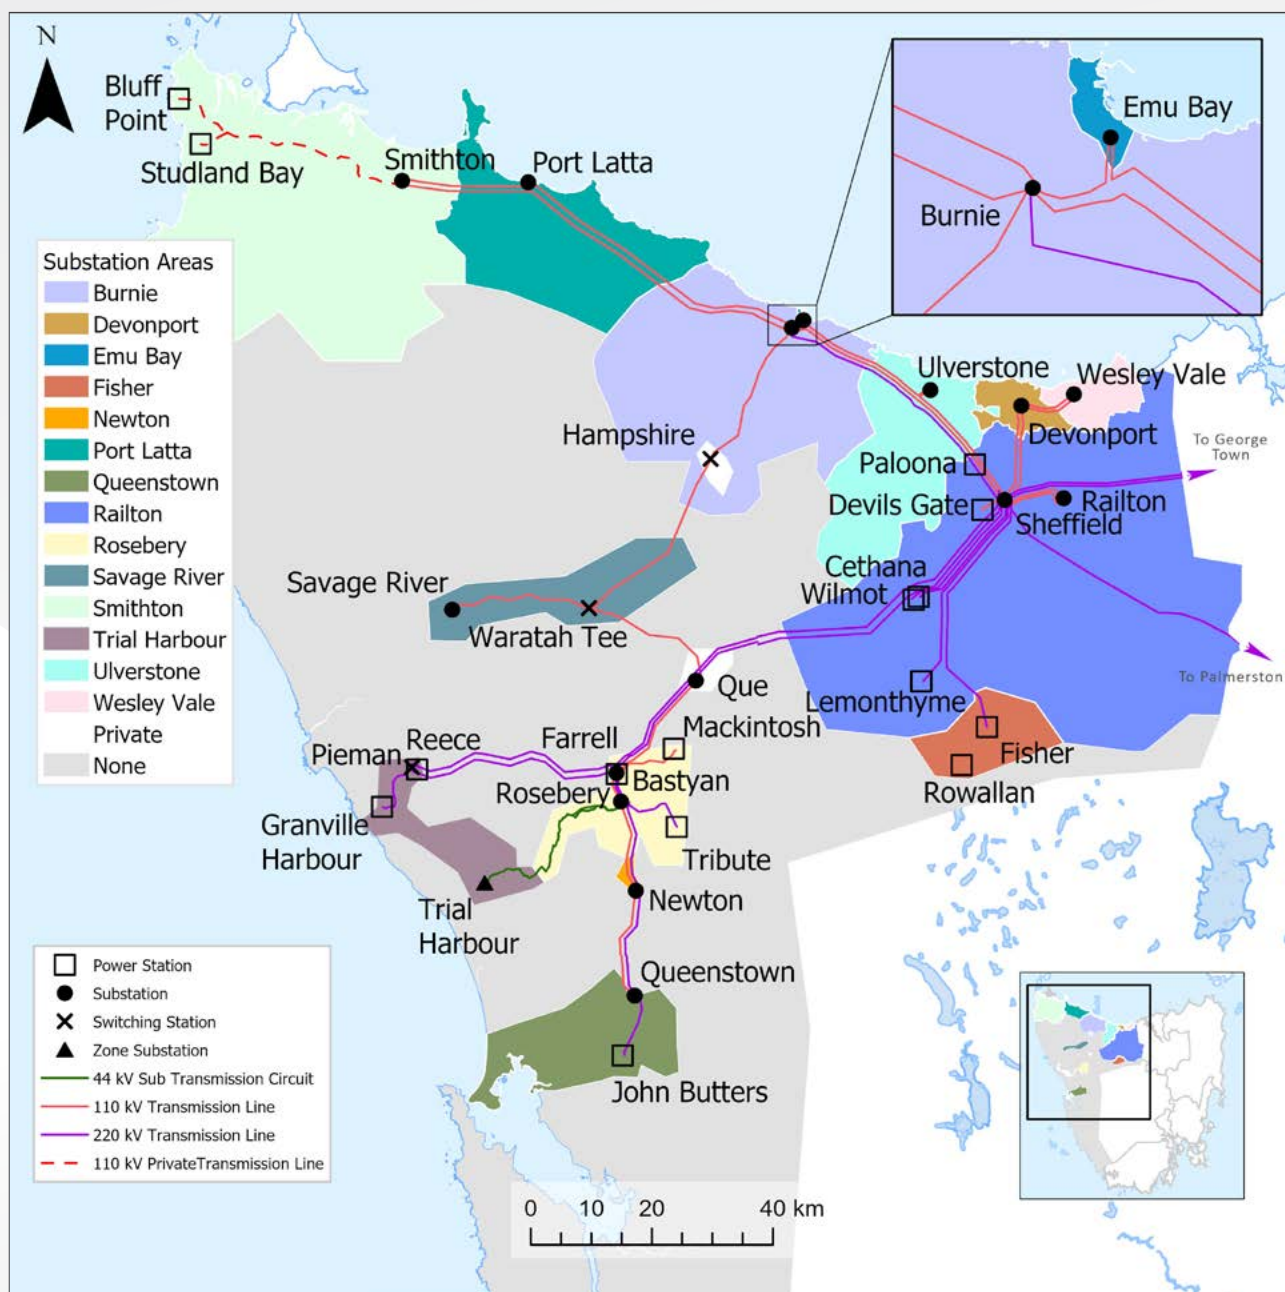 N
Bluff
Point
Studland Bay
Smithton
Port Latta
Emu Bay
Burnie
Substation Areas
Burnie
Devonport
Emu Bay
Fisher
Newton
Port Latta
Queenstown
Railton
Rosebery
Savage River
Smithton
Trial Harbour
Ulverstone
Wesley Vale
Private
None
Ulverstone
Wesley Vale
Hampshire
Devonport
Paloona
To George
Town
Devils Gate
Railton
Sheffield
Cethana
Wilmot
Savage River
Waratah Tee
To Palmerston
Que
Lemonthyme
Mackintosh
Farrell
Reece
Pieman
Fisher
Bastyan
Rosebery
Rowallan
Granville
Harbour
Tribute
Newton
Trial
Harbour
Queenstown
John Butters
Power Station
Substation
Switching Station
Zone Substation
44 kV Sub Transmission Circuit
110 kV Transmission Line
220 kV Transmission Line
110 kV PrivateTransmission Line
0 10 20 40 km